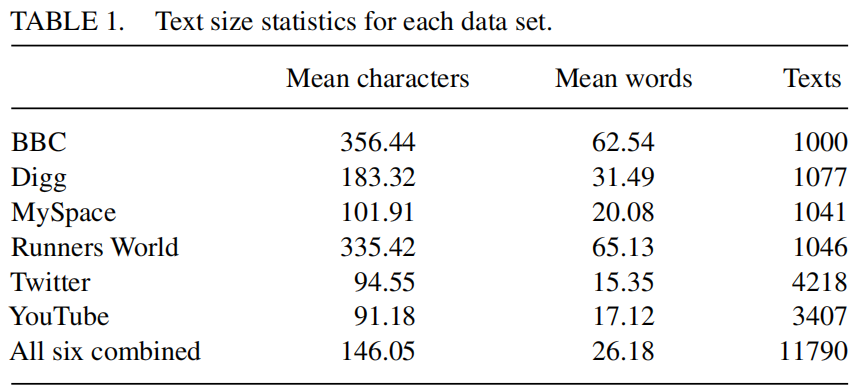 TABLE 1. Text size statistics for each data set.
Mean characters Mean words Texts
BBC 356.44 62.54 1000
Digg 183.32 31.49 1077
MySpace 101.91 20.08 1041
Runners World 335.42 65.13 1046
Twitter 94.55 15.35 4218
YouTube 91.18 17.12 3407
All six combined 146.05 26.18 11790